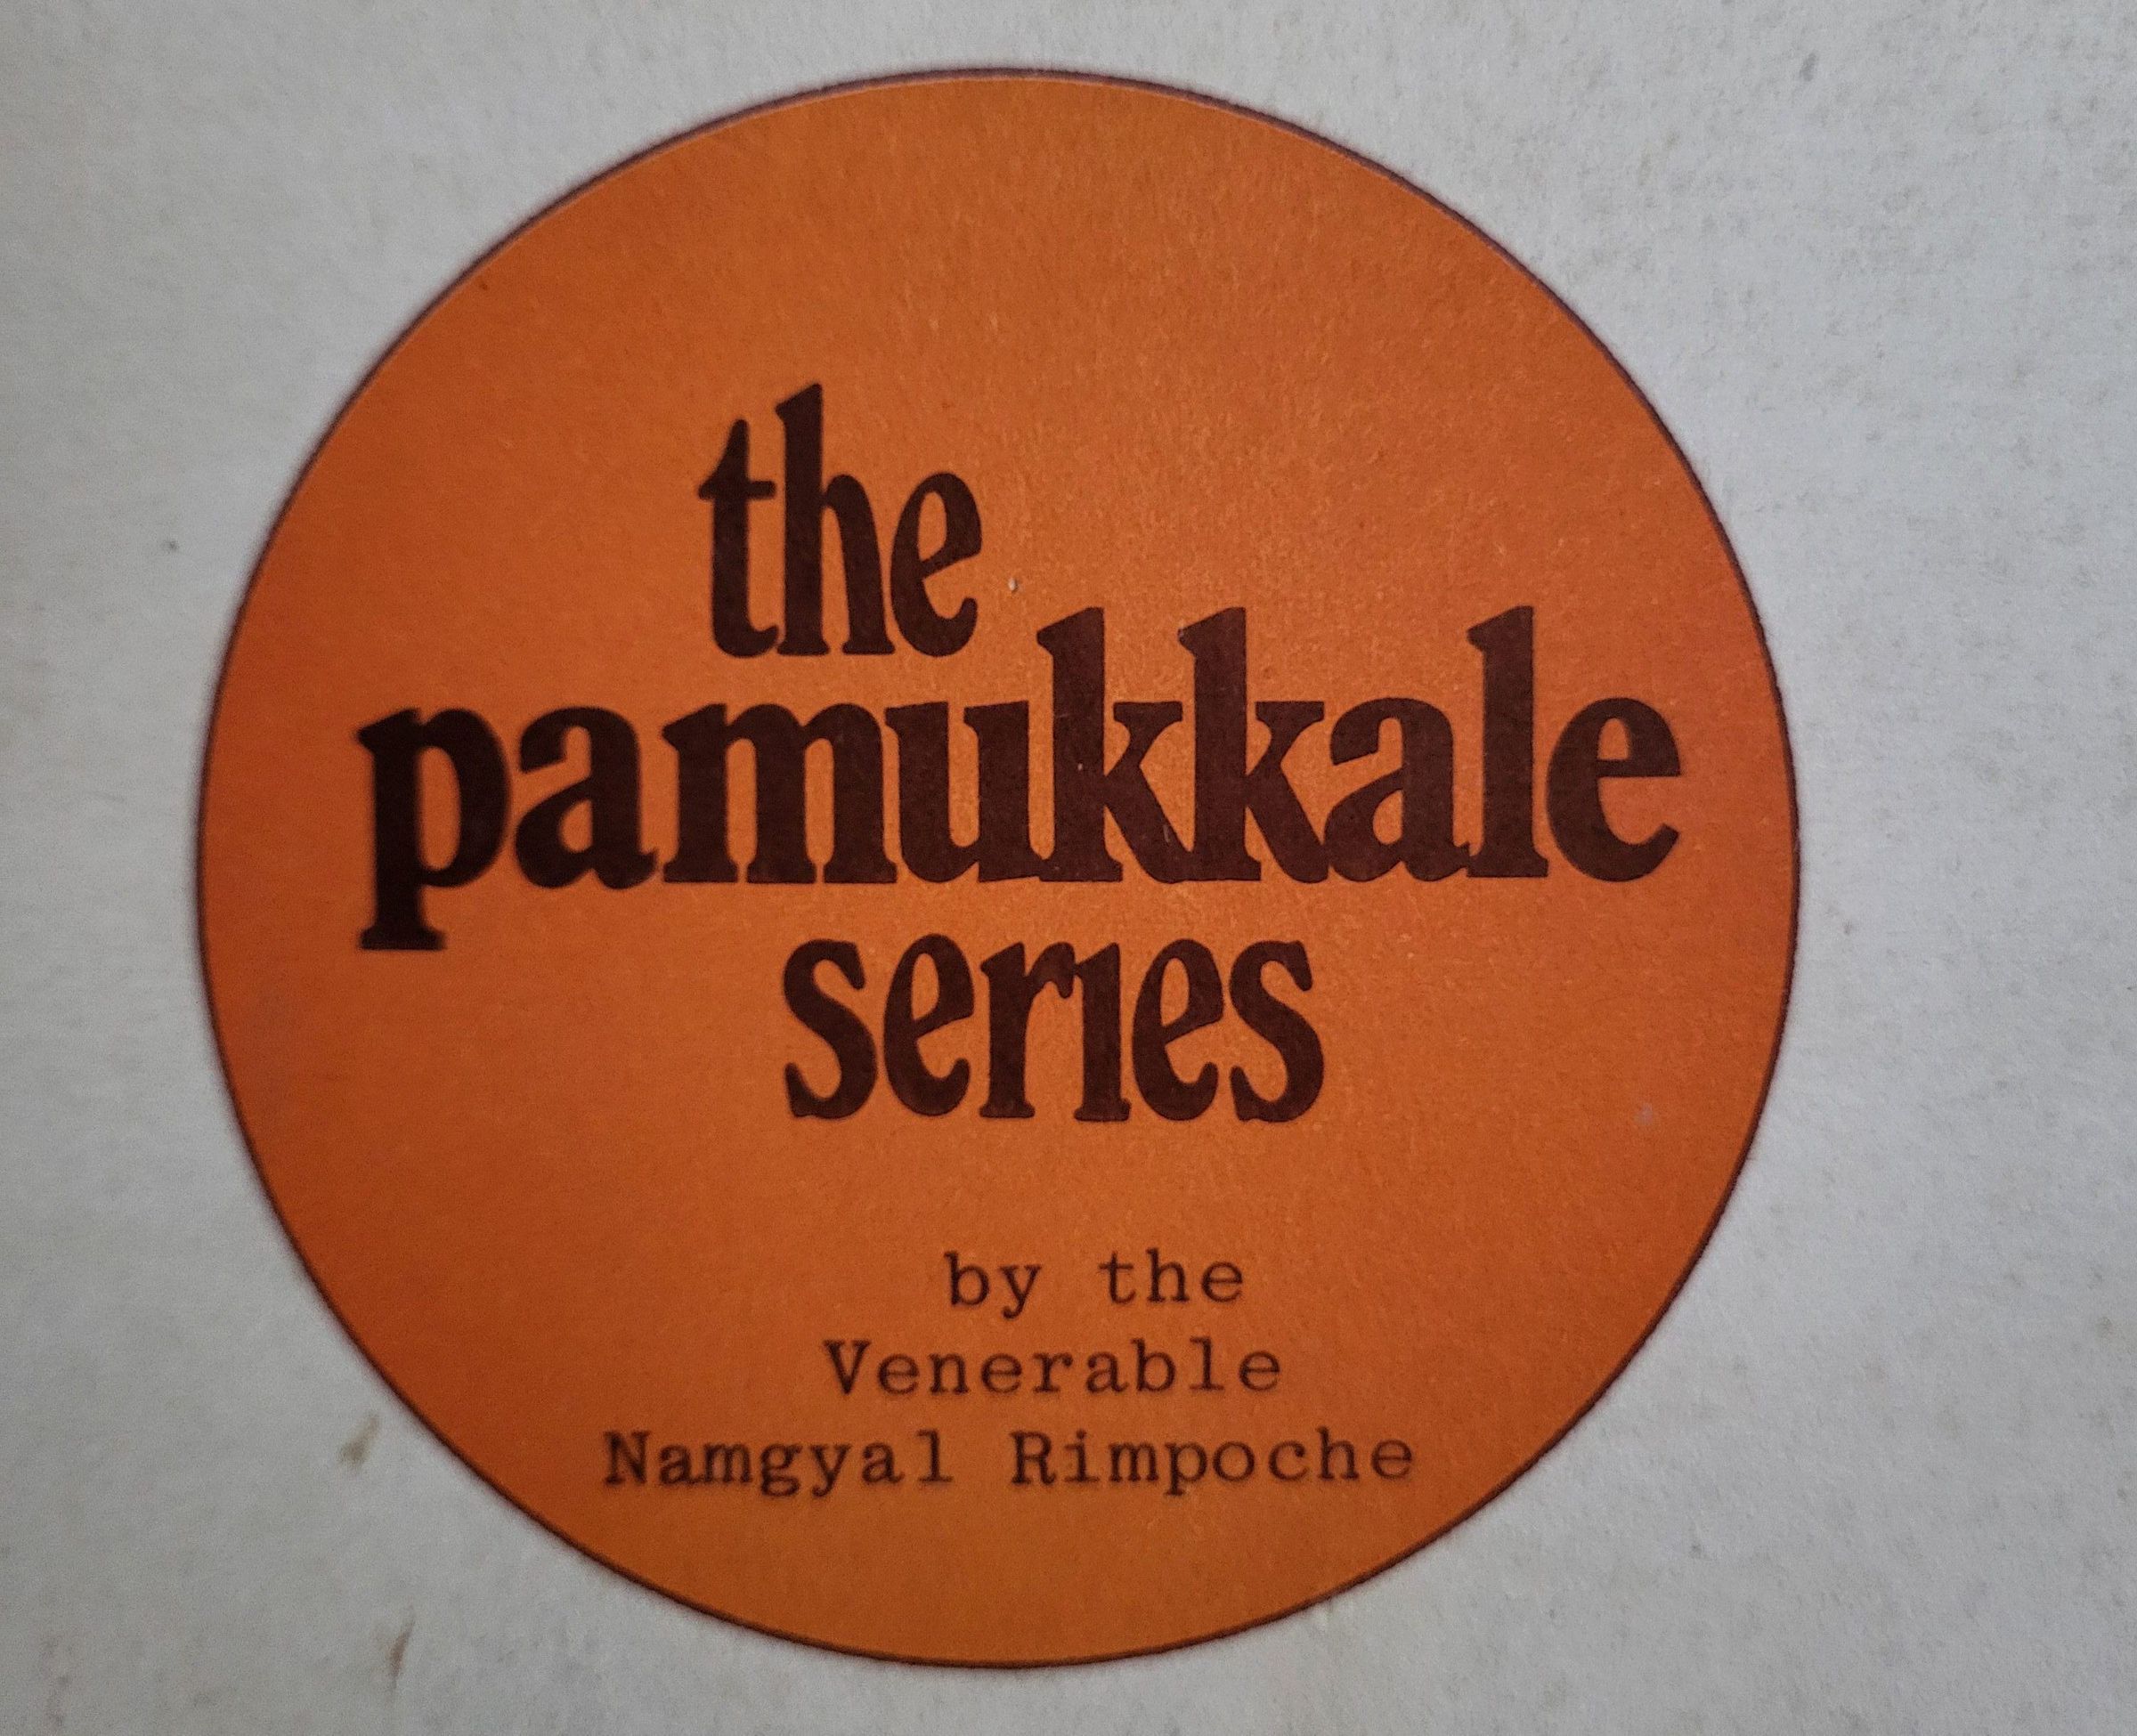 the
pamukkale
series
by the
Venerable
Namgyal Rimpoche